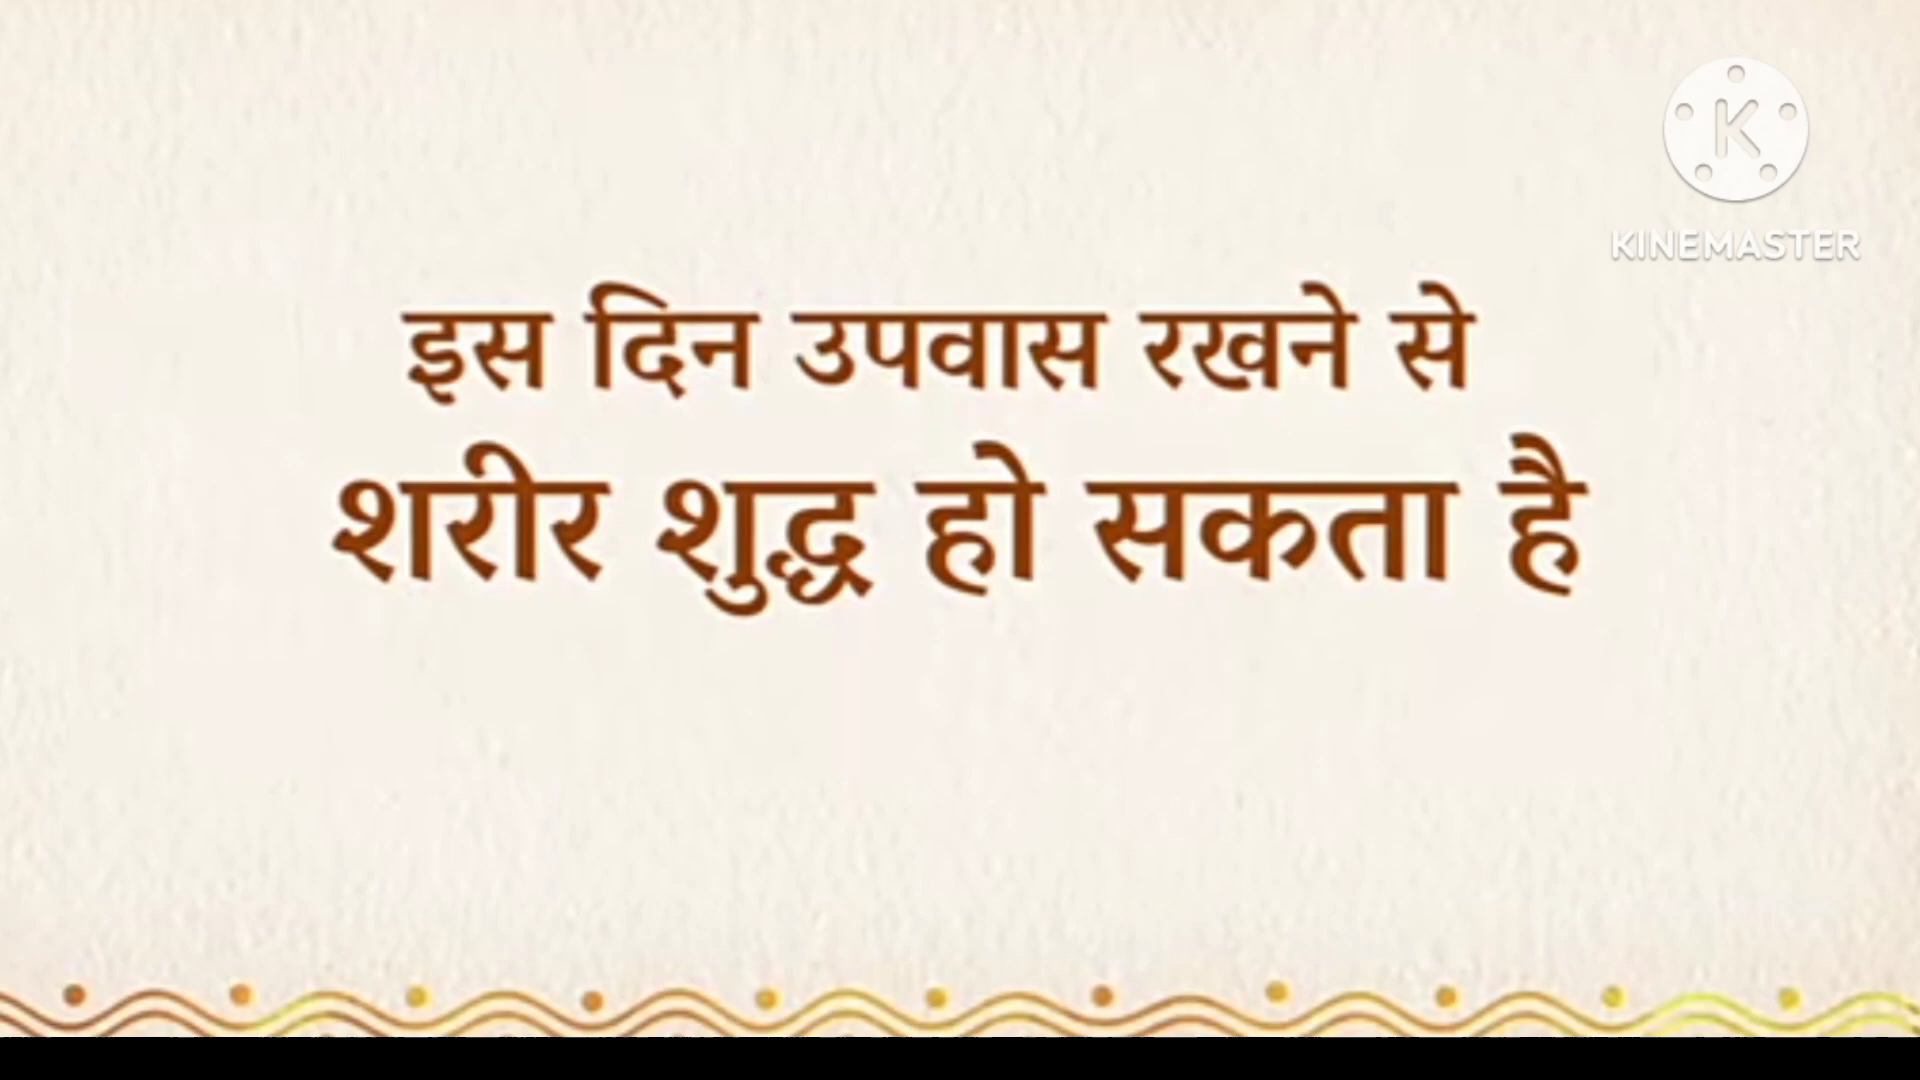 K
KINEMASTER
इस दिन उपवास रखने से
शरीर शुद्ध हो सकता है